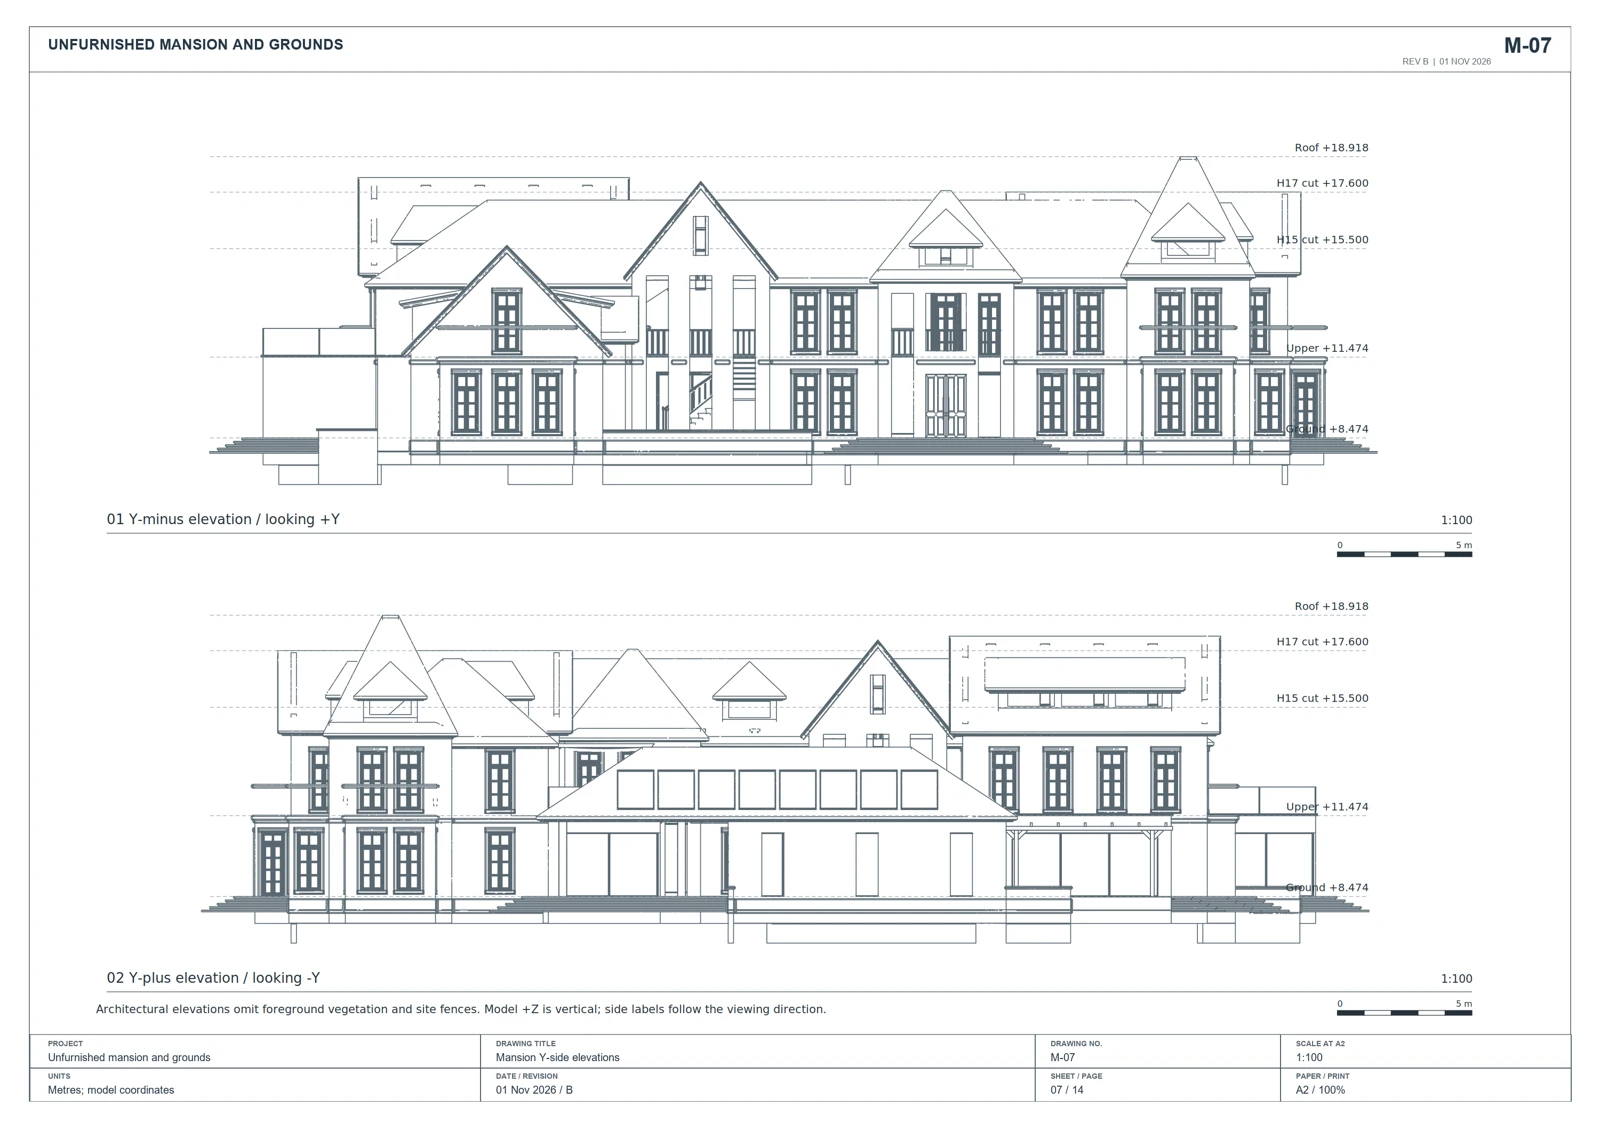 UNFURNISHED MANSION AND GROUNDS
M-07
REV B | 01 NOV 2026
Roof +18.918
H17 cut +17.600
H15 cut +15.500
Upper +11.474
Ground +8.474
01 Y-minus elevation / looking +Y
1:100
0 5 m
Roof +18.918
H17 cut +17.600
H15 cut +15.500
Upper +11.474
Ground +8.474
02 Y-plus elevation / looking -Y
1:100
0 5 m
Architectural elevations omit foreground vegetation and site fences. Model +Z is vertical; side labels follow the viewing direction.
PROJECT
Unfurnished mansion and grounds
DRAWING TITLE
Mansion Y-side elevations
DRAWING NO.
M-07
SCALE AT A2
1:100
UNITS
Metres; model coordinates
DATE / REVISION
01 Nov 2026 / B
SHEET / PAGE
07 / 14
PAPER / PRINT
A2 / 100%